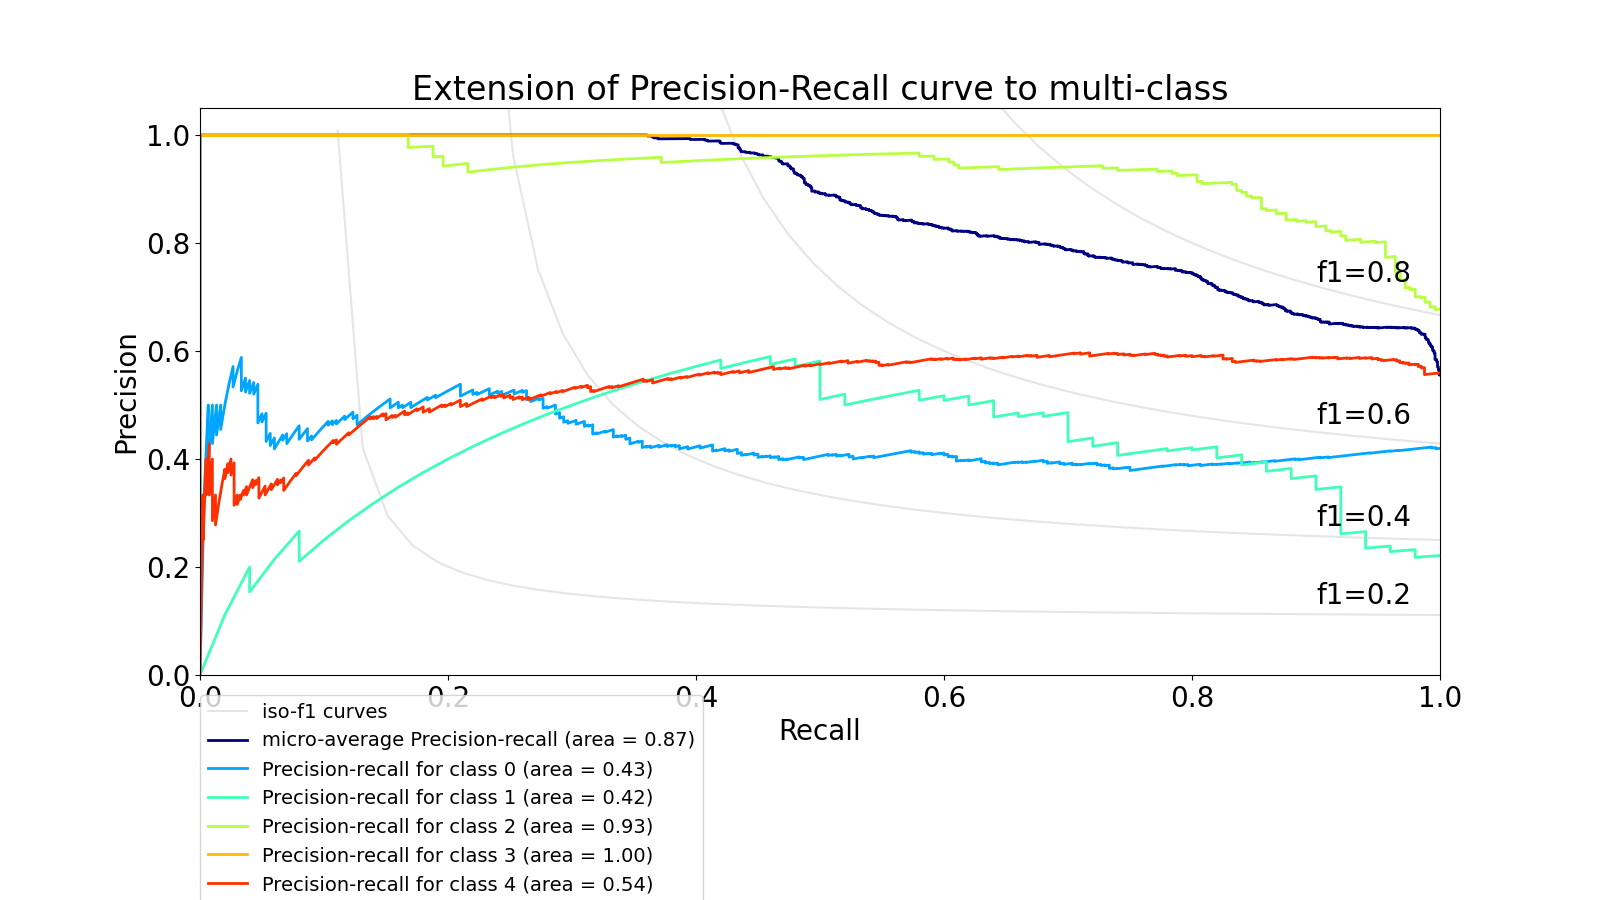 Extension of Precision-Recall curve to multi-class
1.0
0.8
0.6
0.4
0.2
0.0
Precision
f1=0.8
f1=0.6
f1=0.4
f1=0.2
0.0 0.2 0.4 0.6 0.8 1.0
Recall
iso-f1 curves
micro-average Precision-recall (area = 0.87)
Precision-recall for class 0 (area = 0.43)
Precision-recall for class 1 (area = 0.42)
Precision-recall for class 2 (area = 0.93)
Precision-recall for class 3 (area = 1.00)
Precision-recall for class 4 (area = 0.54)